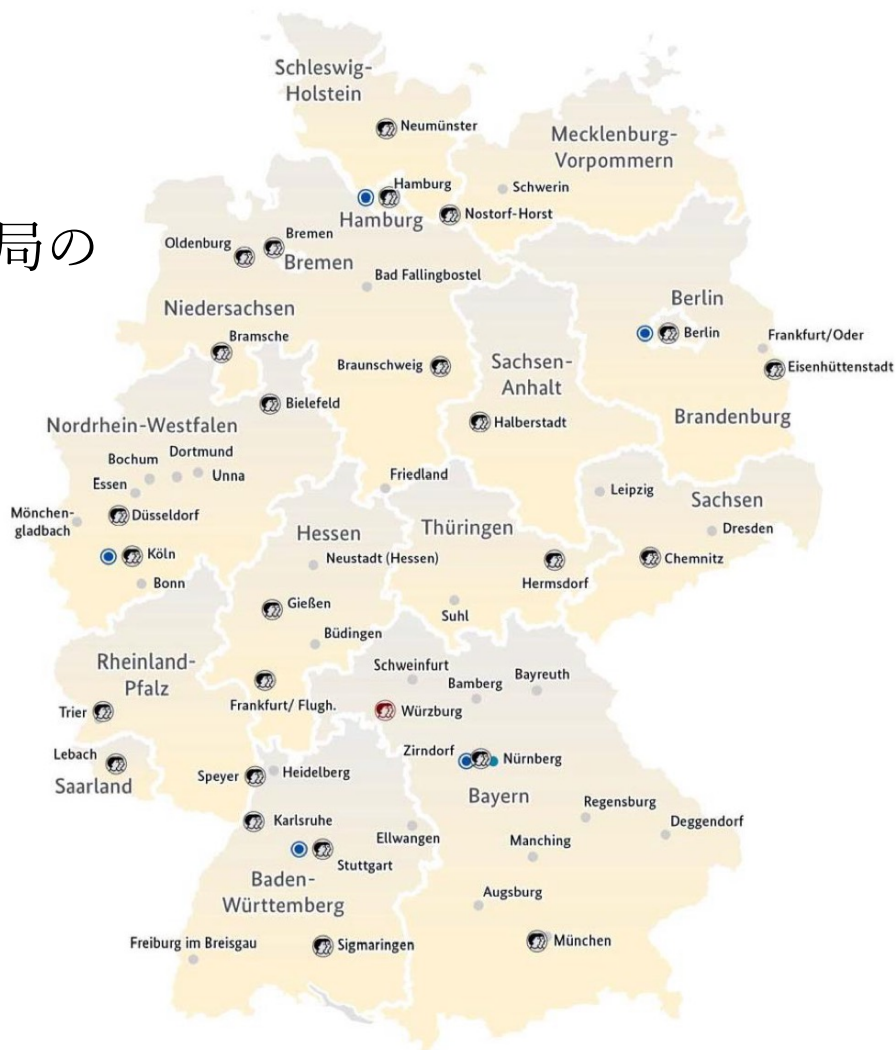 Schleswig-
Holstein
Neumünster
Mecklenburg-
Vorpommern
Hamburg
Schwerin
Hamburg
Nostorf-Horst
局の
Oldenburg
Bremen
Bremen
Bad Fallingbostel
Niedersachsen
Berlin
Bramsche
Berlin
Frankfurt/Oder
Braunschweig
Sachsen-
Anhalt
Eisenhüttenstadt
Bielefeld
Halberstadt
Brandenburg
Nordrhein-Westfalen
Bochum
Dortmund
Essen
Unna
Friedland
Leipzig
Sachsen
Mönchen-
gladbach
Düsseldorf
Hessen
Thüringen
Dresden
Köln
Neustadt (Hessen)
Chemnitz
Bonn
Hermsdorf
Gießen
Suhl
Büdingen
Rheinland-
Pfalz
Schweinfurt
Bamberg
Bayreuth
Trier
Frankfurt/ Flugh.
Würzburg
Lebach
Saarland
Zirndorf
Nürnberg
Speyer
Heidelberg
Bayern
Karlsruhe
Regensburg
Deggendorf
Ellwangen
Manching
Stuttgart
Baden-
Württemberg
Augsburg
Freiburg im Breisgau
Sigmaringen
München